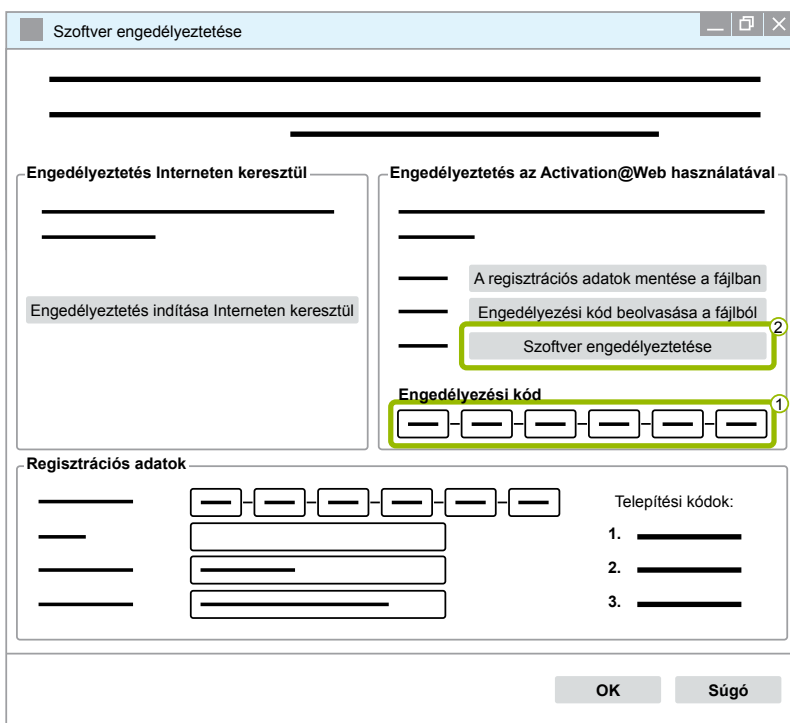 Szoftver engedélyeztetése
Engedélyeztetés Interneten keresztül
Engedélyeztetés indítása Interneten keresztül
Engedélyeztetés az Activation@Web használatával
A regisztrációs adatok mentése a fájlban
Engedélyezési kód beolvasása a fájlból
2
Szoftver engedélyeztetése
Engedélyezési kód
1
Regisztrációs adatok
Telepítési kódok:
1.
2.
3.
OK
Súgó